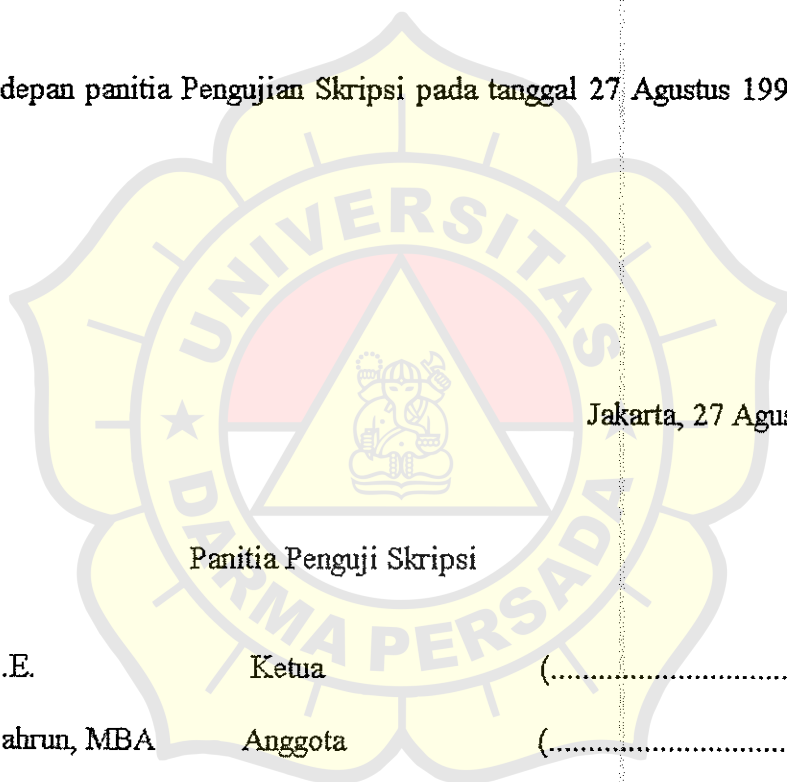 depan panitia Pengujian Skripsi pada tanggal 27 Agustus 199
UNIVERSITAS
DARMA PERSADA
Jakarta, 27 Agus
Panitia Penguji Skripsi
.E. Ketua (..............................
ahrun, MBA Anggota (..............................